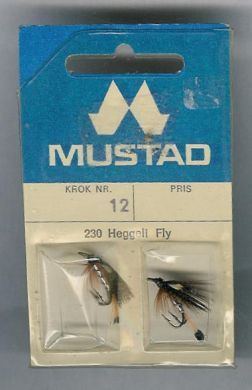 MUSTAD
KROK NR. PRIS
12
230 Heggeli Fly